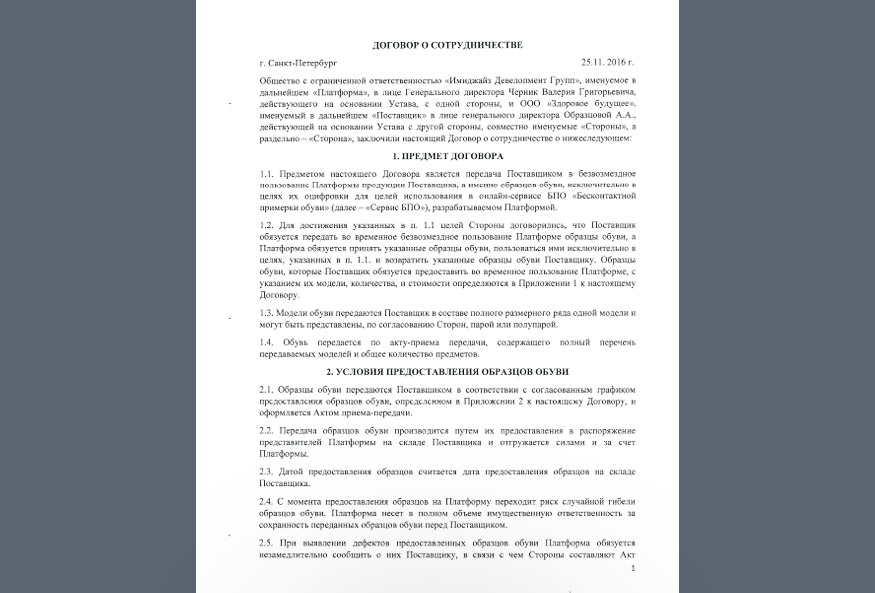 ДОГОВОР О СОТРУДНИЧЕСТВЕ
г. Санкт-Петербург 25.11. 2016 г.
Общество с ограниченной ответственностью «Имиджайз Девелопмент Групп», именуемое в
дальнейшем «Платформа», в лице Генерального директора Черник Валерия Григорьевича,
действующего на основании Устава, с одной стороны, и ООО «Здоровое будущее»,
именуемый в дальнейшем «Поставщик» в лице генерального директора Образцовой А.А.,
действующей на основании Устава с другой стороны, совместно именуемые «Стороны», а
раздельно – «Сторона», заключили настоящий Договор о сотрудничестве о нижеследующем:
1. ПРЕДМЕТ ДОГОВОРА
1.1. Предметом настоящего Договора является передача Поставщиком в безвозмездное
пользование Платформы продукции Поставщика, а именно образцов обуви, исключительно в
целях их оцифровки для целей использования в онлайн-сервисе БПО «Бесконтактной
примерки обуви» (далее – «Сервис БПО»), разрабатываемом Платформой.
1.2. Для достижения указанных в п. 1.1 целей Стороны договорились, что Поставщик
обязуется передать во временное безвозмездное пользование Платформе образцы обуви, а
Платформа обязуется принять указанные образцы обуви, пользоваться ими исключительно в
целях, указанных в п. 1.1. и возвратить указанные образцы обуви Поставщику. Образцы
обуви, которые Поставщик обязуется предоставить во временное пользование Платформе, с
указанием их модели, количества, и стоимости определяются в Приложении 1 к настоящему
Договору.
1.3. Модели обуви передаются Поставщик в составе полного размерного ряда одной модели и
могут быть представлены, по согласованию Сторон, парой или полупарой.
1.4. Обувь передается по акту-приема передачи, содержащего полный перечень
передаваемых моделей и общее количество предметов.
2. УСЛОВИЯ ПРЕДОСТАВЛЕНИЯ ОБРАЗЦОВ ОБУВИ
2.1. Образцы обуви передаются Поставщиком в соответствии с согласованным графиком
предоставления образцов обуви, определенном в Приложении 2 к настоящему Договору, и
оформляется Актом приема-передачи.
2.2. Передача образцов обуви производится путем их предоставления в распоряжение
представителей Платформы на складе Поставщика и отгружается силами и за счет
Платформы.
2.3. Датой предоставления образцов считается дата предоставления образцов на складе
Поставщика.
2.4. С момента предоставления образцов на Платформу переходит риск случайной гибели
образцов обуви. Платформа несет в полном объеме имущественную ответственность за
сохранность переданных образцов обуви перед Поставщиком.
2.5. При выявлении дефектов предоставленных образцов обуви Платформа обязуется
незамедлительно сообщить о них Поставщику, в связи с чем Стороны составляют Акт
1